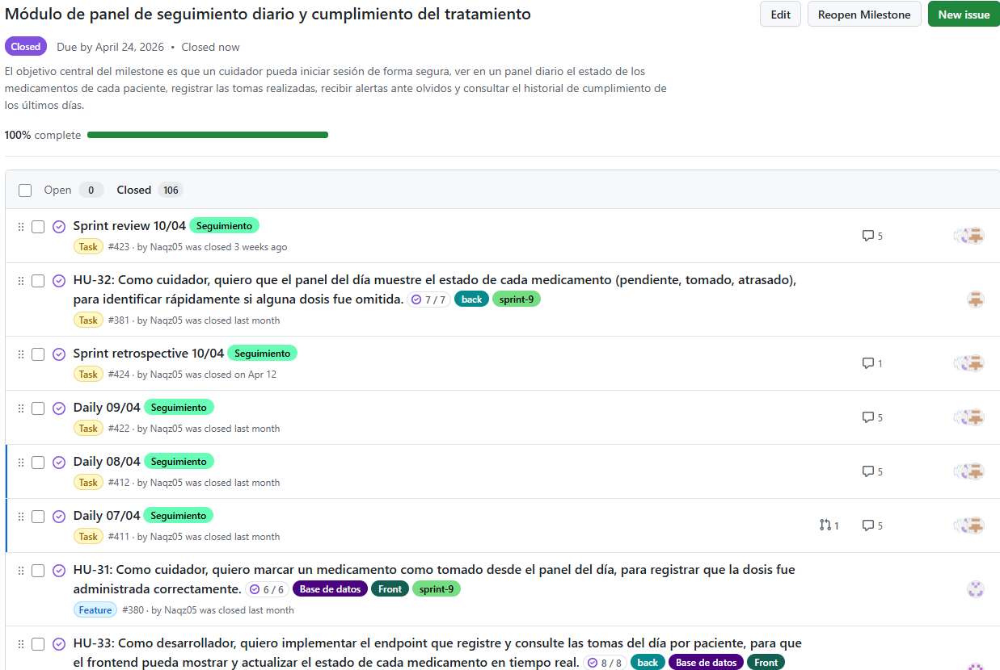 Módulo de panel de seguimiento diario y cumplimiento del tratamiento
Edit
Reopen Milestone
New issue
Closed Due by April 24, 2026 • Closed now
El objetivo central del milestone es que un cuidador pueda iniciar sesión de forma segura, ver en un panel diario el estado de los
medicamentos de cada paciente, registrar las tomas realizadas, recibir alertas ante olvidos y consultar el historial de cumplimiento de
los últimos días.
100% complete
Open 0 Closed 106
Sprint review 10/04 Seguimiento
5
Task #423 · by Naqz05 was closed 3 weeks ago
HU-32: Como cuidador, quiero que el panel del día muestre el estado de cada medicamento (pendiente, tomado, atrasado),
para identificar rápidamente si alguna dosis fue omitida. 7 / 7 back sprint-9
Task #381 · by Naqz05 was closed last month
Sprint retrospective 10/04 Seguimiento
1
Task #424 · by Naqz05 was closed on Apr 12
Daily 09/04 Seguimiento
5
Task #422 · by Naqz05 was closed last month
Daily 08/04 Seguimiento
5
Task #412 · by Naqz05 was closed last month
Daily 07/04 Seguimiento
1 5
Task #411 · by Naqz05 was closed last month
HU-31: Como cuidador, quiero marcar un medicamento como tomado desde el panel del día, para registrar que la dosis fue
administrada correctamente. 6 / 6 Base de datos Front sprint-9
Feature #380 · by Naqz05 was closed last month
HU-33: Como desarrollador, quiero implementar el endpoint que registre y consulte las tomas del día por paciente, para que
el frontend pueda mostrar y actualizar el estado de cada medicamento en tiempo real. 8 / 8 back Base de datos Front